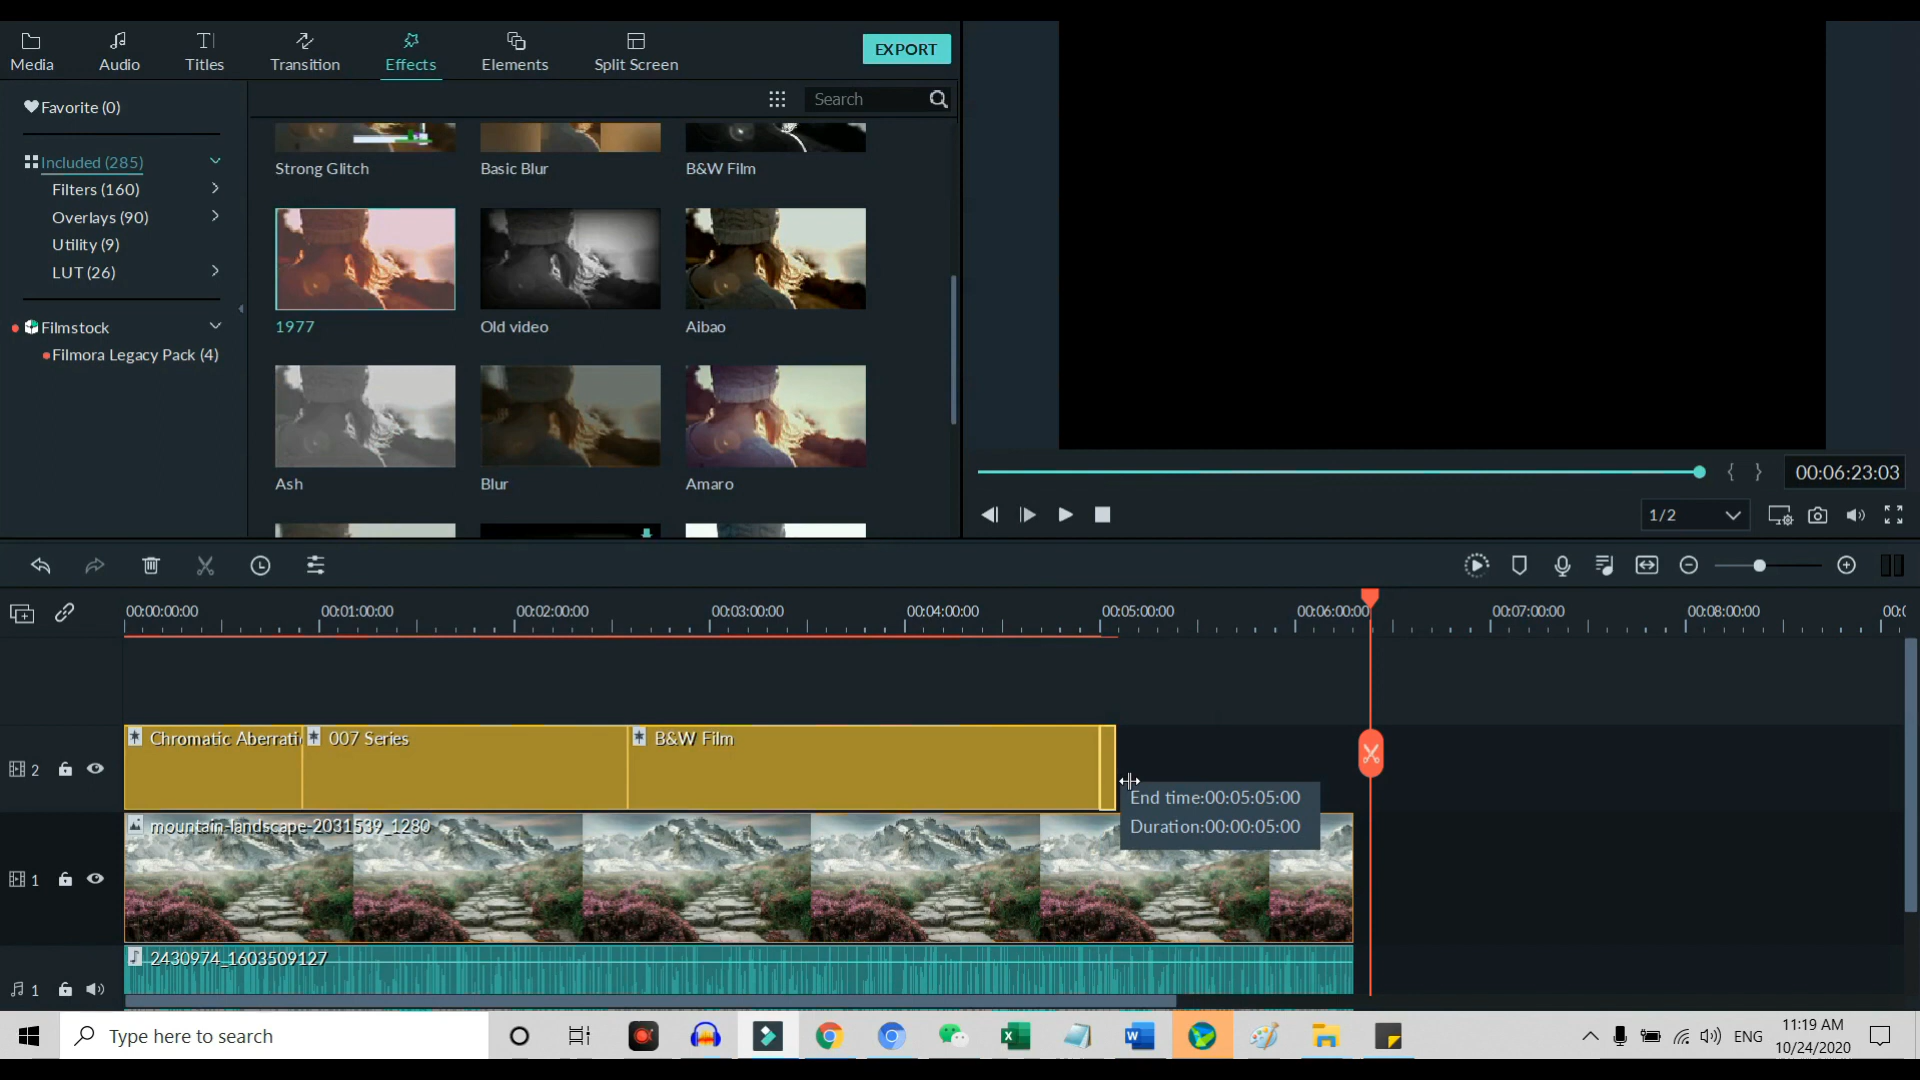 Media
Audio
Titles
Transition
Effects
Elements
Split Screen
EXPORT
Favorite (0)
Search
Included (285)
Filters (160)
Overlays (90)
Utility (9)
LUT (26)
Filmstock
Filmora Legacy Pack (4)
Strong Glitch
Basic Blur
B&W Film
1977
Old video
Aibao
Ash
Blur
Amaro
{ }
00:06:23:03
1/2
00:00:00:00
00:01:00:00
00:02:00:00
00:03:00:00
00:04:00:00
00:05:00:00
00:06:00:00
00:07:00:00
00:08:00:00
Chromatic Aberrati
007 Series
B&W Film
2
End time:00:05:05:00
Duration:00:00:05:00
mountain-landscape-2031539_1280
1
2430974_1603509127
1
Type here to search
ENG
11:19 AM
10/24/2020